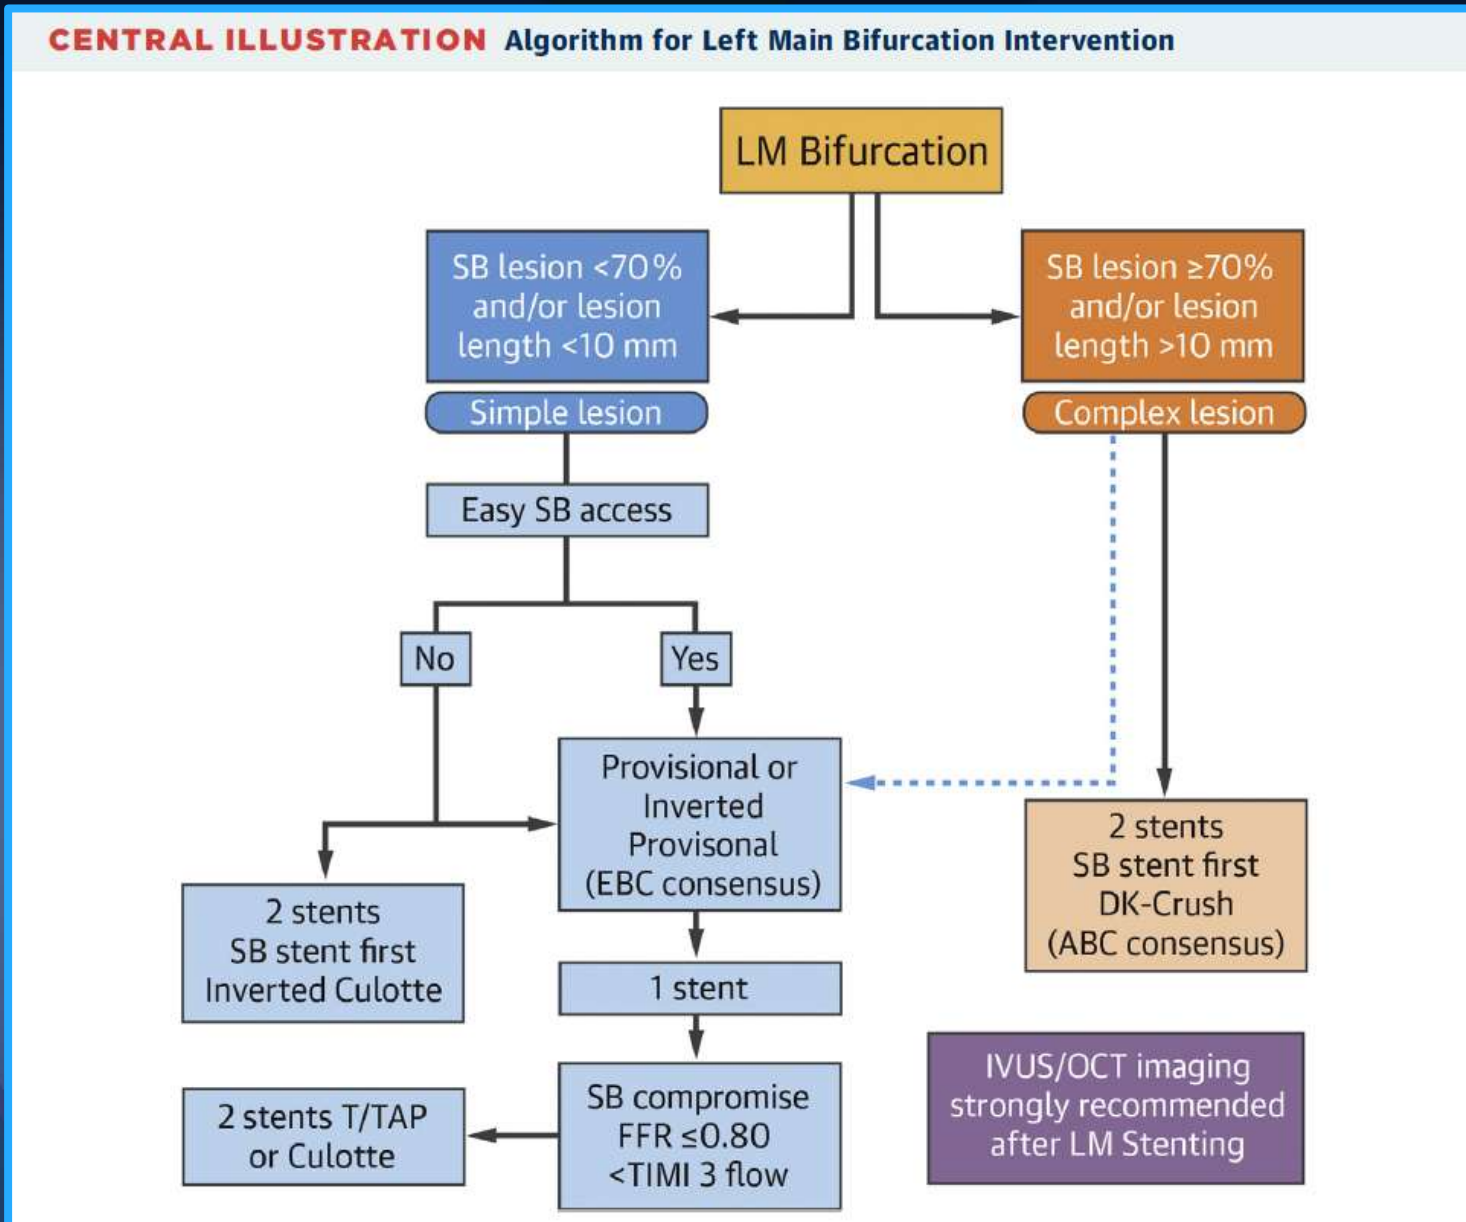 CENTRAL ILLUSTRATION Algorithm for Left Main Bifurcation Intervention
LM Bifurcation
SB lesion <70%
and/or lesion
length <10 mm
Simple lesion
SB lesion ≥70%
and/or lesion
length >10 mm
Complex lesion
Easy SB access
No
Yes
Provisional or
Inverted
Provisonal
(EBC consensus)
2 stents
SB stent first
DK-Crush
(ABC consensus)
2 stents
SB stent first
Inverted Culotte
1 stent
SB compromise
FFR ≤0.80
<TIMI 3 flow
2 stents T/TAP
or Culotte
IVUS/OCT imaging
strongly recommended
after LM Stenting